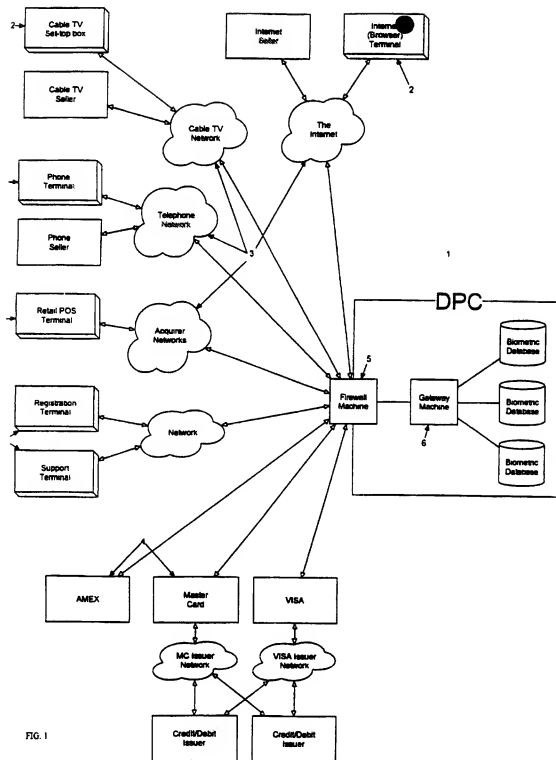 2
Cable TV
Set-top box
Internet
Seller
(Browser)
Terminal
2
Cable TV
Seller
Cable TV
Network
The
Internet
Phone
Terminal
Telephone
Network
Phone
Seller
3
1
DPC
Retail POS
Terminal
Acquirer
Networks
5
Biometric
Database
Firewall
Machine
Gateway
Machine
Biometric
Database
6
Registration
Terminal
Network
Support
Terminal
Biometric
Database
4
AMEX
Master
Card
VISA
MC Issuer
Network
VISA Issuer
Network
FIG. 1
Credit/Debit
Issuer
Credit/Debit
Issuer